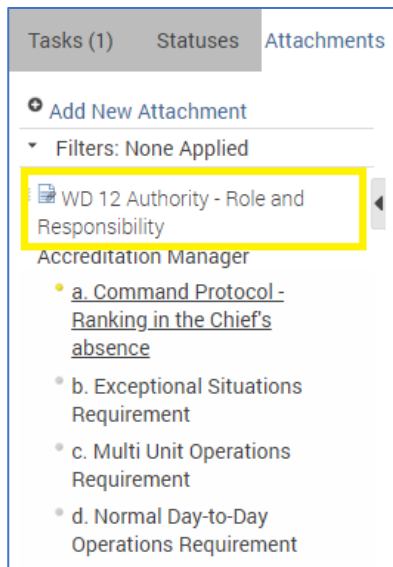 Tasks (1) Statuses Attachments
Add New Attachment
Filters: None Applied
WD 12 Authority - Role and
Responsibility
Accreditation Manager
a. Command Protocol -
Ranking in the Chief's
absence
b. Exceptional Situations
Requirement
c. Multi Unit Operations
Requirement
d. Normal Day-to-Day
Operations Requirement